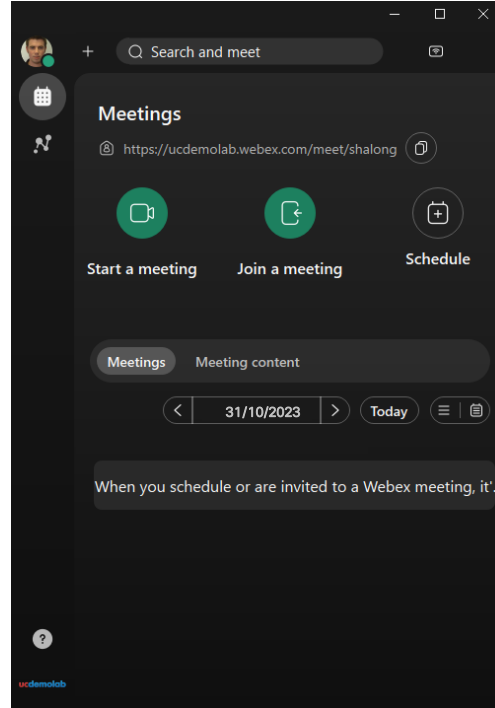 + Search and meet
Meetings
https://ucdemolab.webex.com/meet/shalong
Start a meeting
Join a meeting
Schedule
Meetings
Meeting content
31/10/2023
Today
When you schedule or are invited to a Webex meeting, it'.
?
ucdemolab